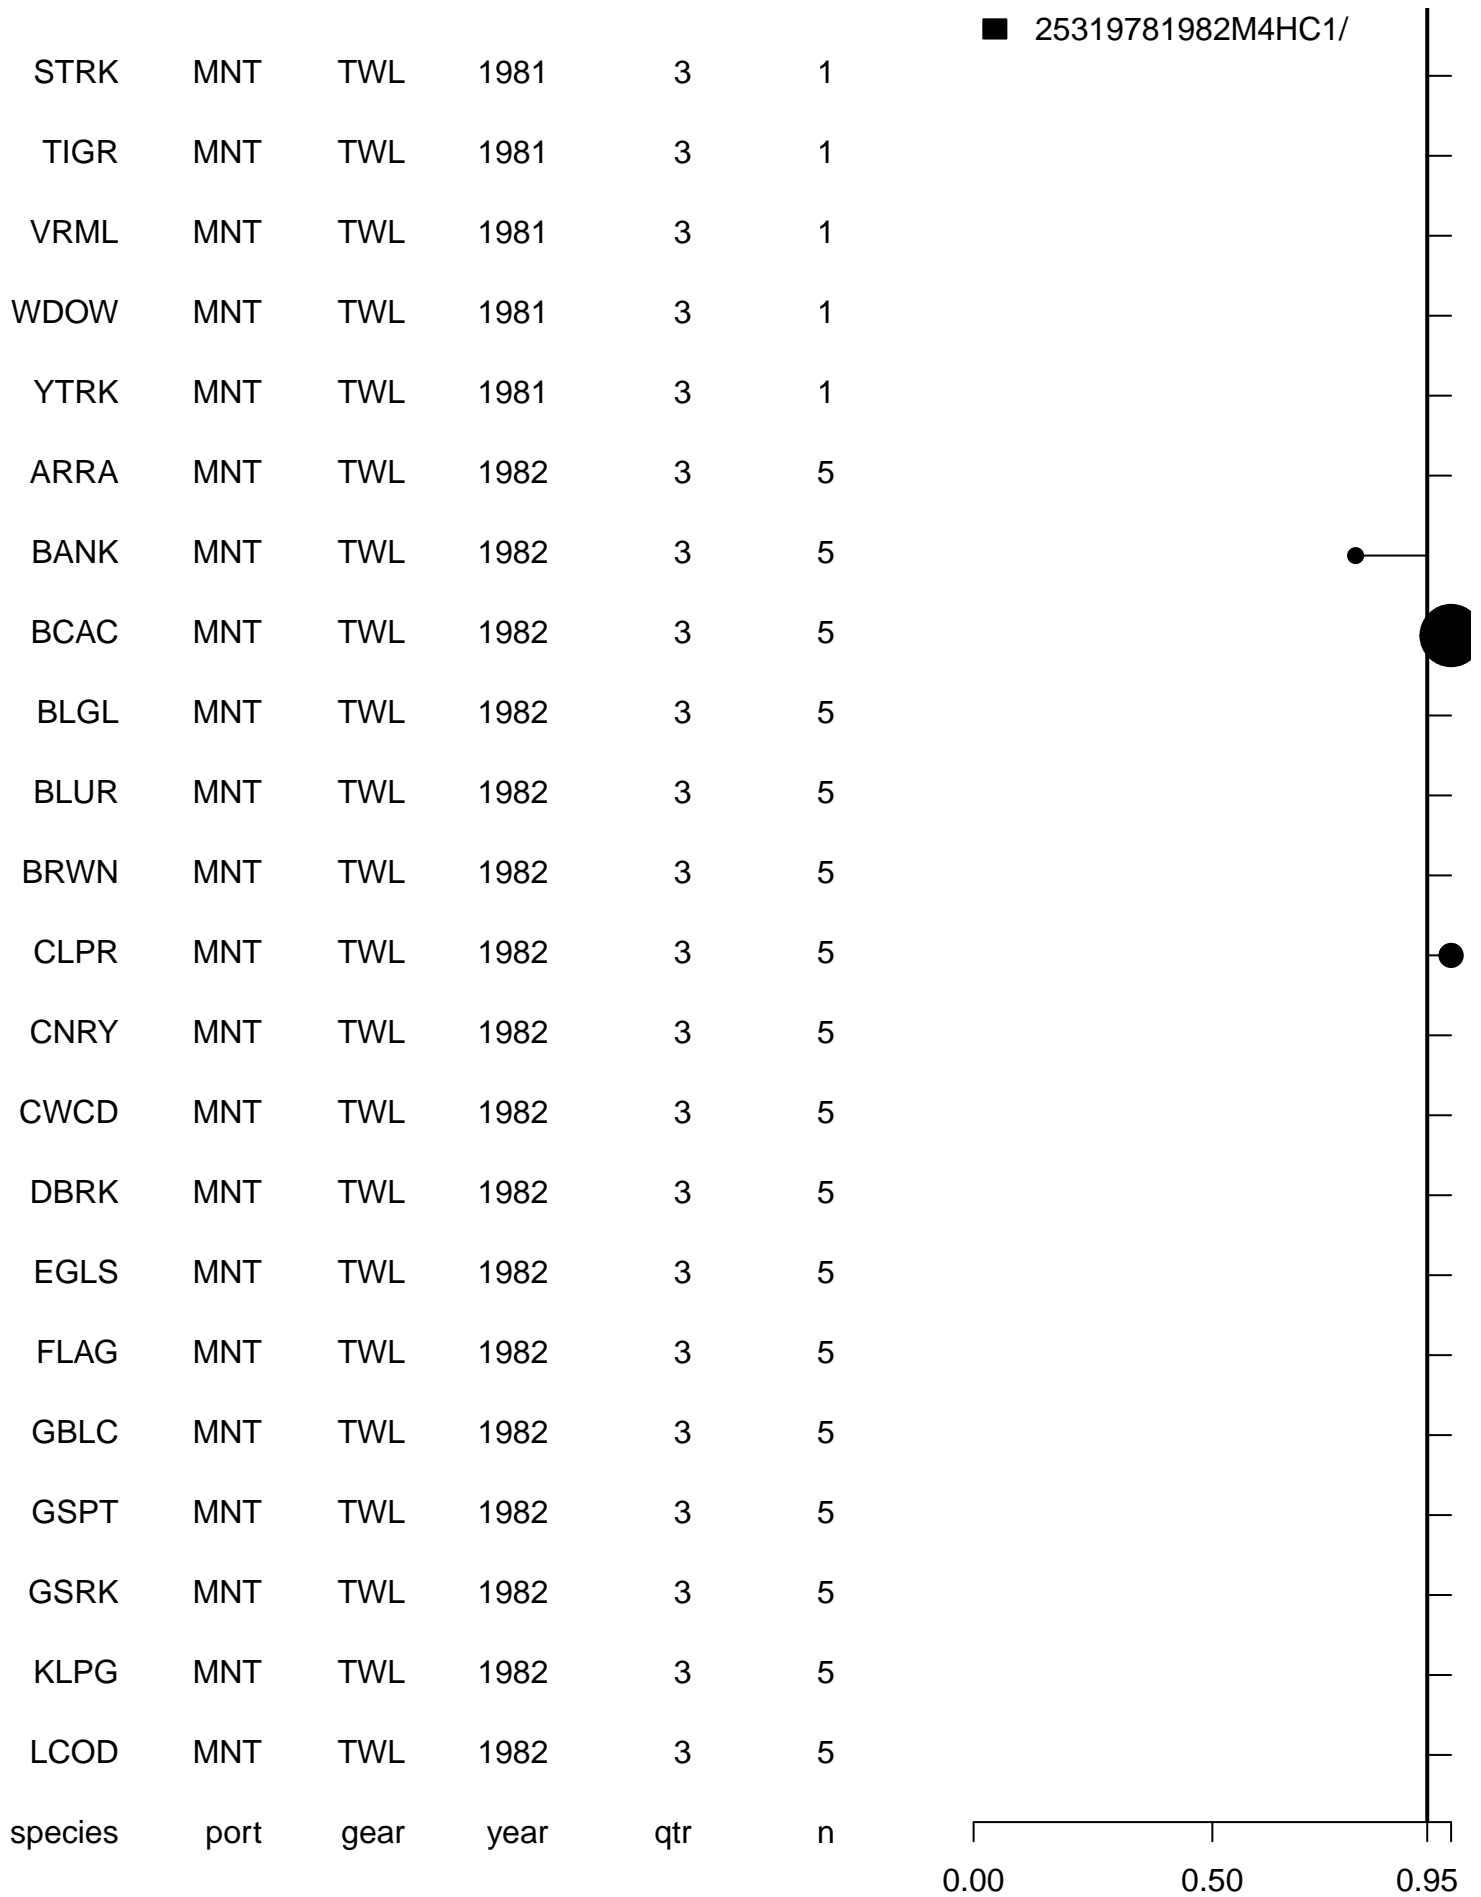 25319781982M4HC1/
STRK MNT TWL 1981 3 1
TIGR MNT TWL 1981 3 1
VRML MNT TWL 1981 3 1
WDOW MNT TWL 1981 3 1
YTRK MNT TWL 1981 3 1
ARRA MNT TWL 1982 3 5
BANK MNT TWL 1982 3 5
BCAC MNT TWL 1982 3 5
BLGL MNT TWL 1982 3 5
BLUR MNT TWL 1982 3 5
BRWN MNT TWL 1982 3 5
CLPR MNT TWL 1982 3 5
CNRY MNT TWL 1982 3 5
CWCD MNT TWL 1982 3 5
DBRK MNT TWL 1982 3 5
EGLS MNT TWL 1982 3 5
FLAG MNT TWL 1982 3 5
GBLC MNT TWL 1982 3 5
GSPT MNT TWL 1982 3 5
GSRK MNT TWL 1982 3 5
KLPG MNT TWL 1982 3 5
LCOD MNT TWL 1982 3 5
species port gear year qtr n
0.00 0.50 0.95